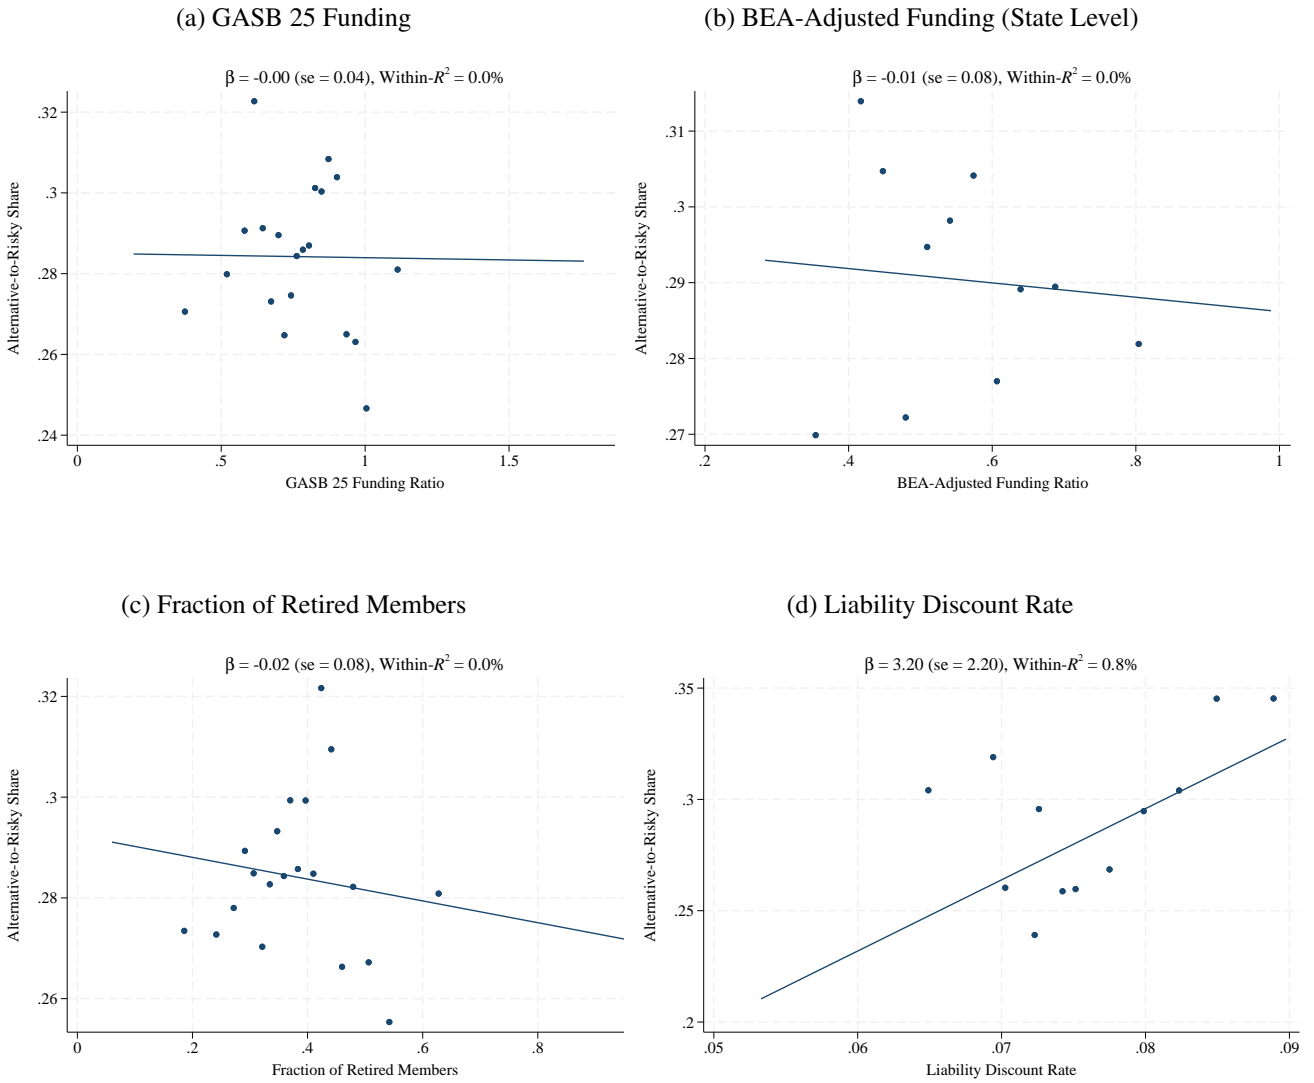 (a) GASB 25 Funding
β = -0.00 (se = 0.04), Within-R² = 0.0%
Alternative-to-Risky Share
.32
.3
.28
.26
.24
0 .5 1 1.5
GASB 25 Funding Ratio
(b) BEA-Adjusted Funding (State Level)
β = -0.01 (se = 0.08), Within-R² = 0.0%
Alternative-to-Risky Share
.31
.3
.29
.28
.27
.2 .4 .6 .8 1
BEA-Adjusted Funding Ratio
(c) Fraction of Retired Members
β = -0.02 (se = 0.08), Within-R² = 0.0%
Alternative-to-Risky Share
.32
.3
.28
.26
0 .2 .4 .6 .8
Fraction of Retired Members
(d) Liability Discount Rate
β = 3.20 (se = 2.20), Within-R² = 0.8%
Alternative-to-Risky Share
.35
.3
.25
.2
.05 .06 .07 .08 .09
Liability Discount Rate